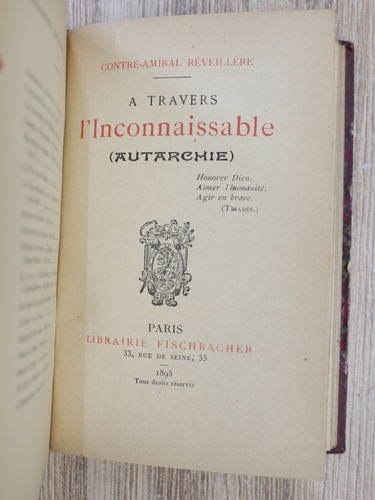 CONTRE-AMIRAL RÉVEILLÈRE
A TRAVERS
l'Inconnaissable
(AUTARCHIE)
Honorer Dieu,
Aimer l'humanité,
Agir en brave.
(TRIADES.)
PARIS
LIBRAIRIE FISCHBACHER
33, RUE DE SEINE, 33
1895
Tous droits réservés